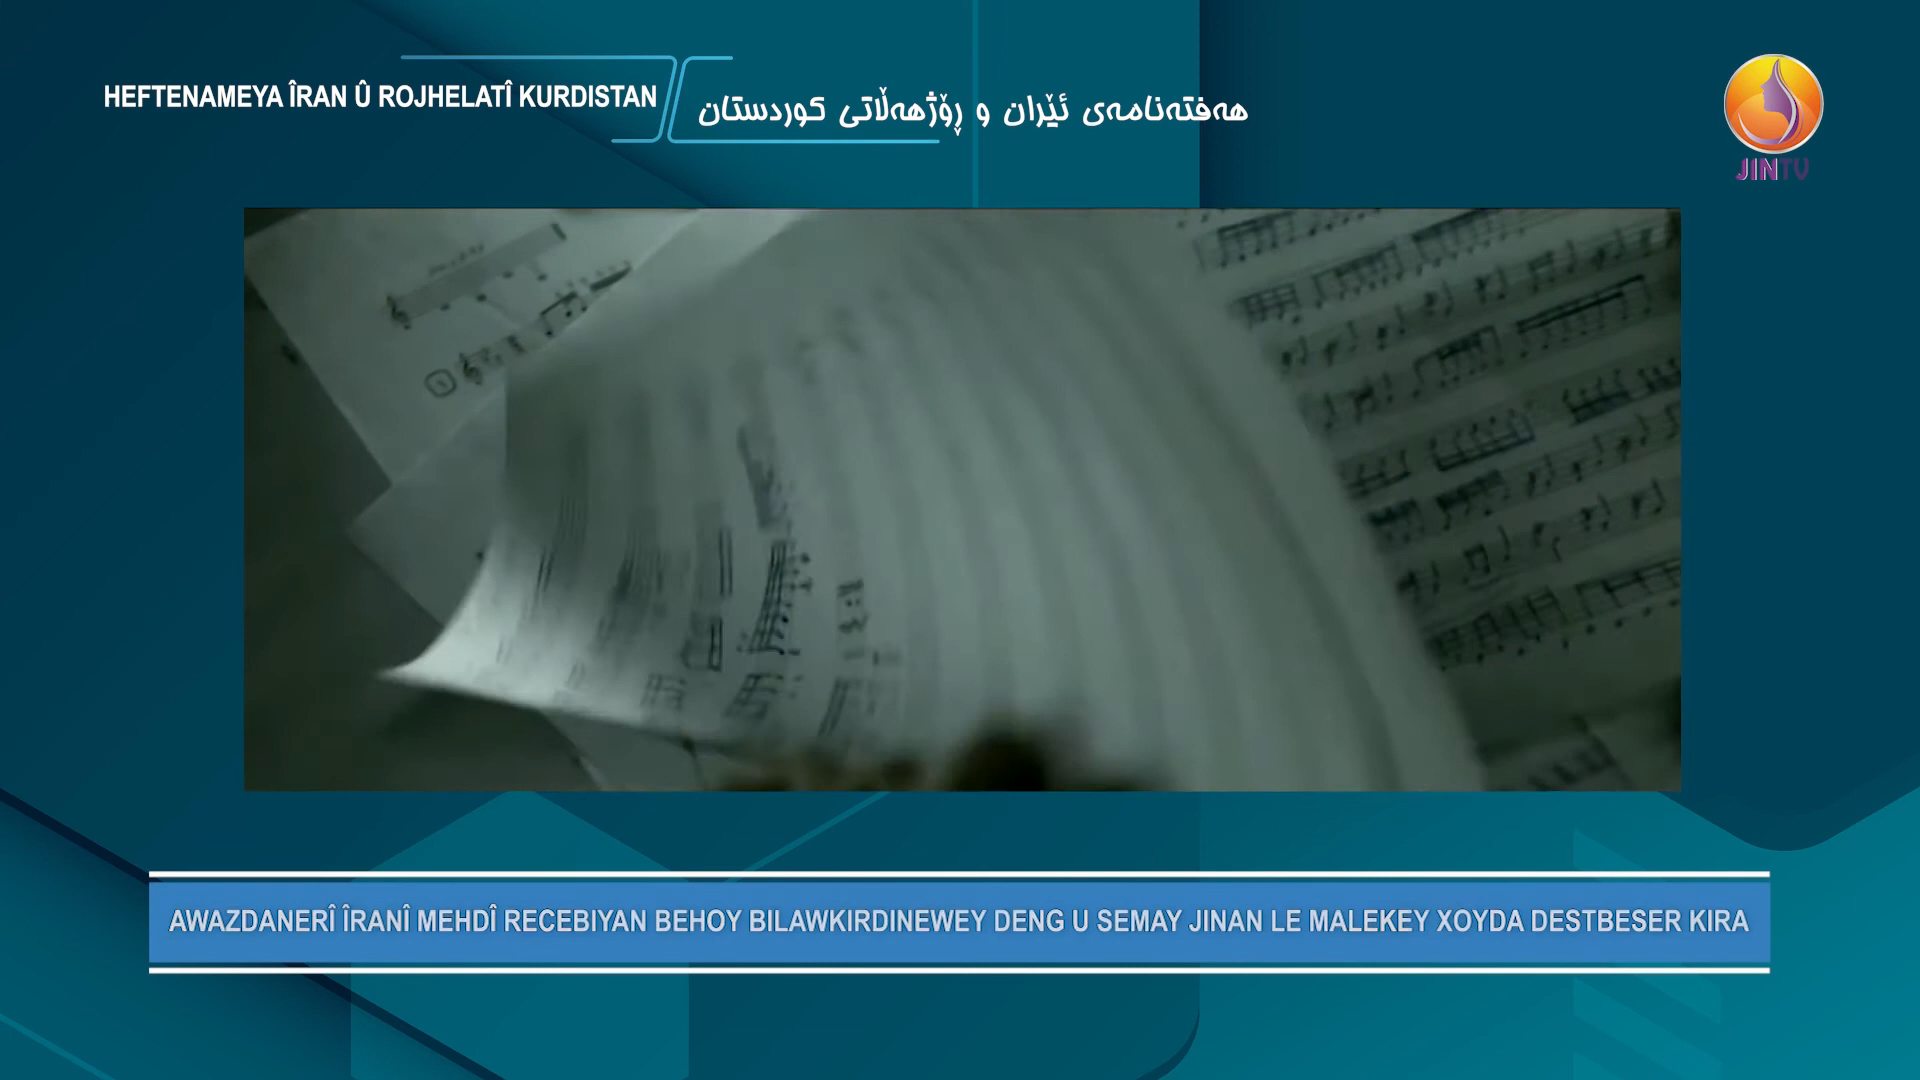 HEFTENAMEYA ÎRAN Û ROJHELATÎ KURDISTAN
هەفتەنامەی ئێران و ڕۆژهەڵاتی کوردستان
JINTV
AWAZDANERÎ ÎRANÎ MEHDÎ RECEBIYAN BEHOY BILAWKIRDINEWEY DENG U SEMAY JINAN LE MALEKEY XOYDA DESTBESER KIRA